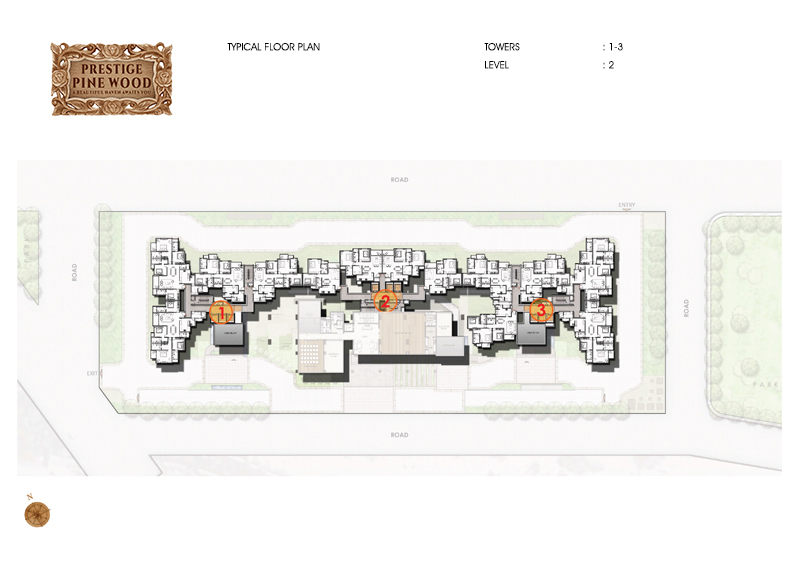 TYPICAL FLOOR PLAN
TOWERS : 1-3
LEVEL : 2
PRESTIGE
PINE WOOD
A BEAUTIFUL HAVEN AWAITS YOU
ROAD
ENTRY
ROAD
ROAD
1
2
3
EXIT
PARK
ROAD
N